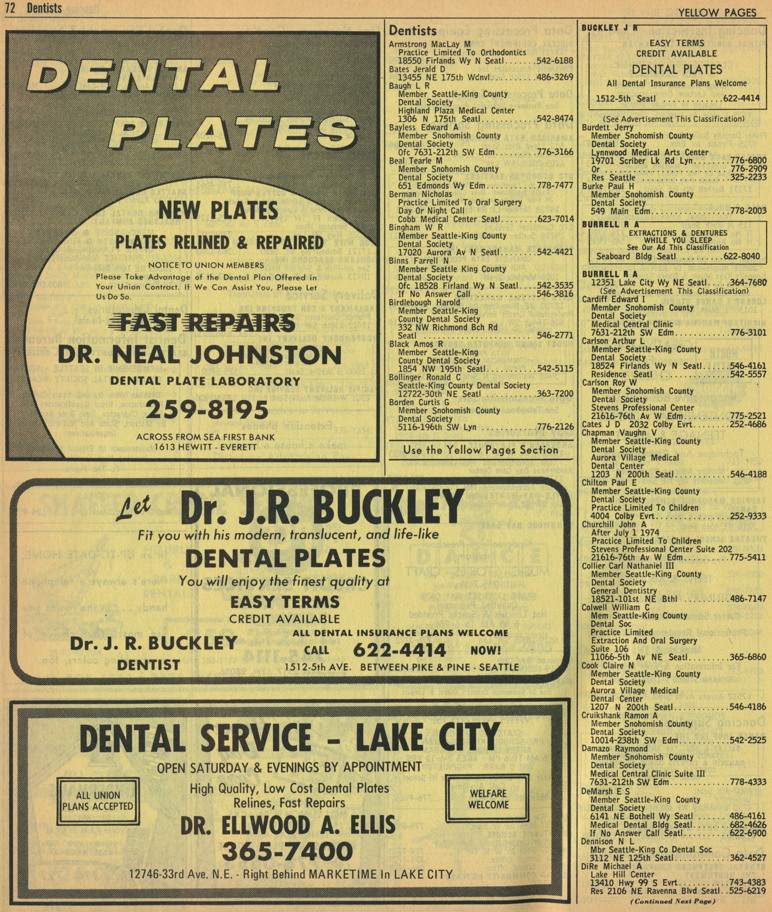 72 Dentists
YELLOW PAGES
DENTAL
PLATES
NEW PLATES
PLATES RELINED & REPAIRED
NOTICE TO UNION MEMBERS
Please Take Advantage of the Dental Plan Offered in
Your Union Contract. If We Can Assist You, Please Let
Us Do So.
FAST REPAIRS
DR. NEAL JOHNSTON
DENTAL PLATE LABORATORY
259-8195
ACROSS FROM SEA FIRST BANK
1613 HEWITT - EVERETT
Let Dr. J.R. BUCKLEY
Fit you with his modern, translucent, and life-like
DENTAL PLATES
You will enjoy the finest quality at
EASY TERMS
CREDIT AVAILABLE
ALL DENTAL INSURANCE PLANS WELCOME
Dr. J. R. BUCKLEY
DENTIST
CALL 622-4414 NOW!
1512-5th AVE. BETWEEN PIKE & PINE - SEATTLE
DENTAL SERVICE - LAKE CITY
OPEN SATURDAY & EVENINGS BY APPOINTMENT
ALL UNION
PLANS ACCEPTED
High Quality, Low Cost Dental Plates
Relines, Fast Repairs
WELFARE
WELCOME
DR. ELLWOOD A. ELLIS
365-7400
12746-33rd Ave. N.E. - Right Behind MARKETIME In LAKE CITY
Dentists
Armstrong MacLay M
Practice Limited To Orthodontics
18550 Firlands Wy N Seatl......542-6188
Bates Jerald D
13455 NE 175th Wdnvl..486-3269
Baugh L R
Member Seattle-King County
Dental Society
Highland Plaza Medical Center
1306 N 175th Seatl............542-8474
Bayless Edward A
Member Snohomish County
Dental Society
Ofc 7631-212th SW Edm........776-3166
Beal Tearle M
Member Snohomish County
Dental Society
651 Edmonds Wy Edm..........778-7477
Berman Nicholas
Practice Limited To Oral Surgery
Day Or Night Call
Cobb Medical Center Seatl.....623-7014
Bingham W R
Member Seattle-King County
Dental Society
17020 Aurora Av N Seatl........542-4421
Binns Farrell N
Member Seattle King County
Dental Society
Ofc 18528 Firland Wy N Seatl..542-3535
If No Answer Call ............546-3816
Birdlebough Harold
Member Seattle-King
County Dental Society
332 NW Richmond Bch Rd
Seatl .......................546-2771
Black Amos R
Member Seattle-King
County Dental Society
1854 NW 195th Seatl..........542-5115
Bollinger Ronald C
Seattle-King County Dental Society
12722-30th NE Seatl..........363-7200
Borden Curtis G
Member Snohomish County
Dental Society
5116-196th SW Lyn ..........776-2126
Use the Yellow Pages Section
BUCKLEY J R
EASY TERMS
CREDIT AVAILABLE
DENTAL PLATES
All Dental Insurance Plans Welcome
1512-5th Seatl ...............622-4414
(See Advertisement This Classification)
Burdett Jerry
Member Snohomish County
Dental Society
Lynnwood Medical Arts Center
19701 Scriber Lk Rd Lyn.......776-6800
Or ..........................776-2909
Res Seattle ..................325-2233
Burke Paul H
Member Snohomish County
Dental Society
549 Main Edm................778-2003
BURRELL R A
EXTRACTIONS & DENTURES
WHILE YOU SLEEP
See Our Ad This Classification
Seaboard Bldg Seatl ..........622-8040
BURRELL R A
12351 Lake City Wy NE Seatl...364-7680
(See Advertisement This Classification)
Cardiff Edward I
Member Snohomish County
Dental Society
Medical Central Clinic
7631-212th SW Edm...........776-3101
Carlson Arthur L
Member Seattle-King County
Dental Society
18524 Firlands Wy N Seatl.....546-4161
Residence Seatl ..............542-5557
Carlson Roy W
Member Snohomish County
Dental Society
Stevens Professional Center
21616-76th Av W Edm.........775-2521
Cates J D 2032 Colby Evrt......252-4686
Chapman Vaughn V
Member Seattle-King County
Dental Society
Aurora Village Medical
Dental Center
1203 N 200th Seatl...........546-4188
Chilton Paul E
Member Seattle-King County
Dental Society
Practice Limited To Children
4004 Colby Evrt..............252-9333
Churchill John A
After July 1 1974
Practice Limited To Children
Stevens Professional Center Suite 202
21616-76th Av W Edm.........775-5411
Collier Carl Nathaniel III
Member Seattle-King County
Dental Society
General Dentistry
18521-101st NE Bthl .........486-7147
Colwell William C
Mem Seattle-King County
Dental Soc
Practice Limited
Extraction And Oral Surgery
Suite 106
11066-5th Av NE Seatl........365-6860
Cook Claire N
Member Seattle-King County
Dental Society
Aurora Village Medical
Dental Center
1207 N 200th Seatl...........546-4186
Cruikshank Ramon A
Member Snohomish County
Dental Society
10014-238th SW Edm..........542-2525
Damazo Raymond
Member Snohomish County
Dental Society
Medical Central Clinic Suite III
7631-212th SW Edm...........778-4333
DeMarsh E S
Member Seattle-King County
Dental Society
6141 NE Bothell Wy Seatl .....486-4161
Medical Dental Bldg Seatl.....682-4626
If No Answer Call Seatl........622-6900
Dennison N L
Mbr Seattle-King Co Dental Soc
3112 NE 125th Seatl..........362-4527
DiRe Michael A
Lake Hill Center
13410 Hwy 99 S Evrt..........743-4383
Res 2106 NE Ravenna Blvd Seatl..525-6219
(Continued Next Page)